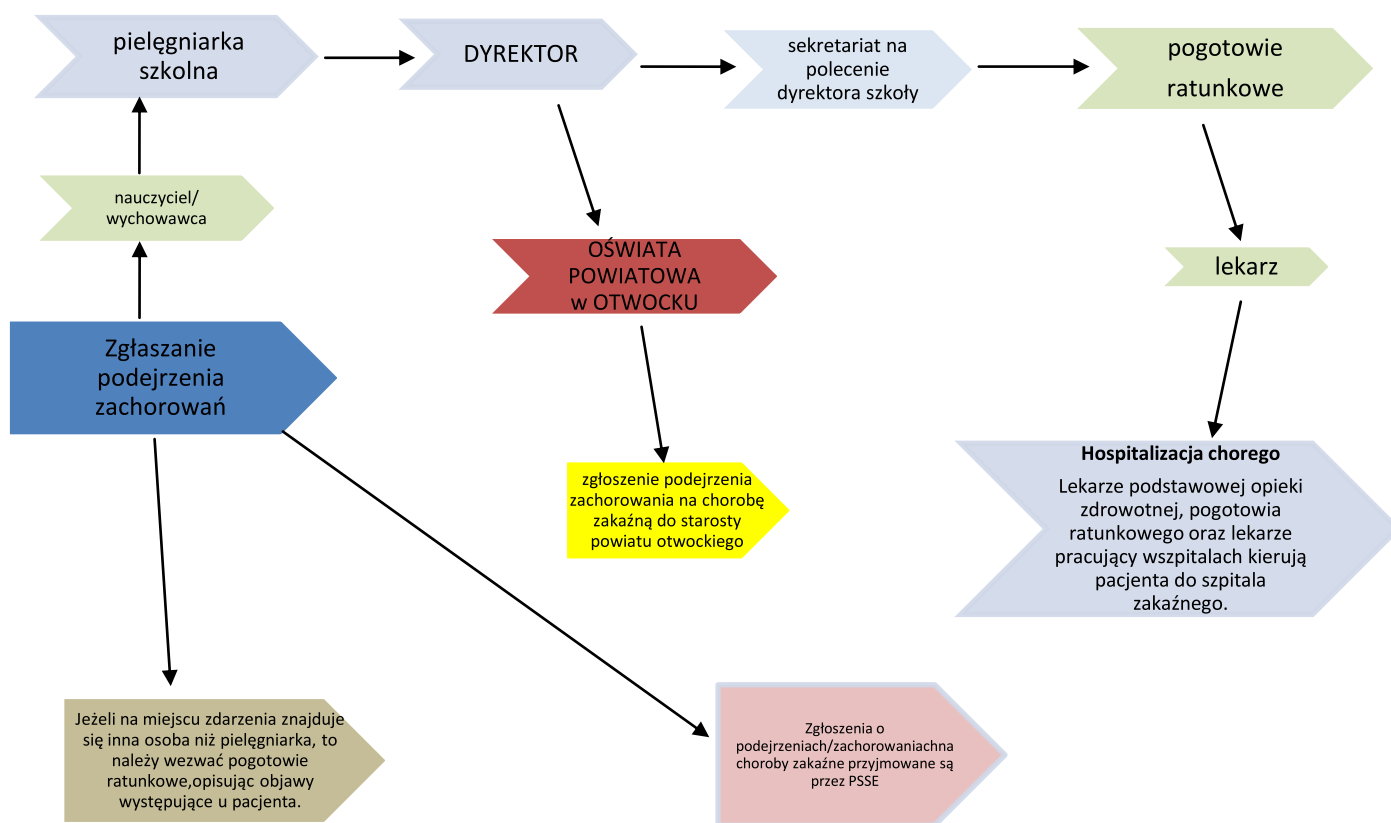 pielęgniarka
szkolna
DYREKTOR
sekretariat na
polecenie
dyrektora szkoły
pogotowie
ratunkowe
nauczyciel/
wychowawca
OŚWIATA
POWIATOWA
w OTWOCKU
lekarz
Zgłaszanie
podejrzenia
zachorowań
zgłoszenie podejrzenia
zachorowania na chorobę
zakaźną do starosty
powiatu otwockiego
Hospitalizacja chorego
Lekarze podstawowej opieki
zdrowotnej, pogotowia
ratunkowego oraz lekarze
pracujący wszpitalach kierują
pacjenta do szpitala
zakaźnego.
Jeżeli na miejscu zdarzenia znajduje
się inna osoba niż pielęgniarka, to
należy wezwać pogotowie
ratunkowe,opisując objawy
występujące u pacjenta.
Zgłoszenia o
podejrzeniach/zachorowaniachna
choroby zakaźne przyjmowane są
przez PSSE